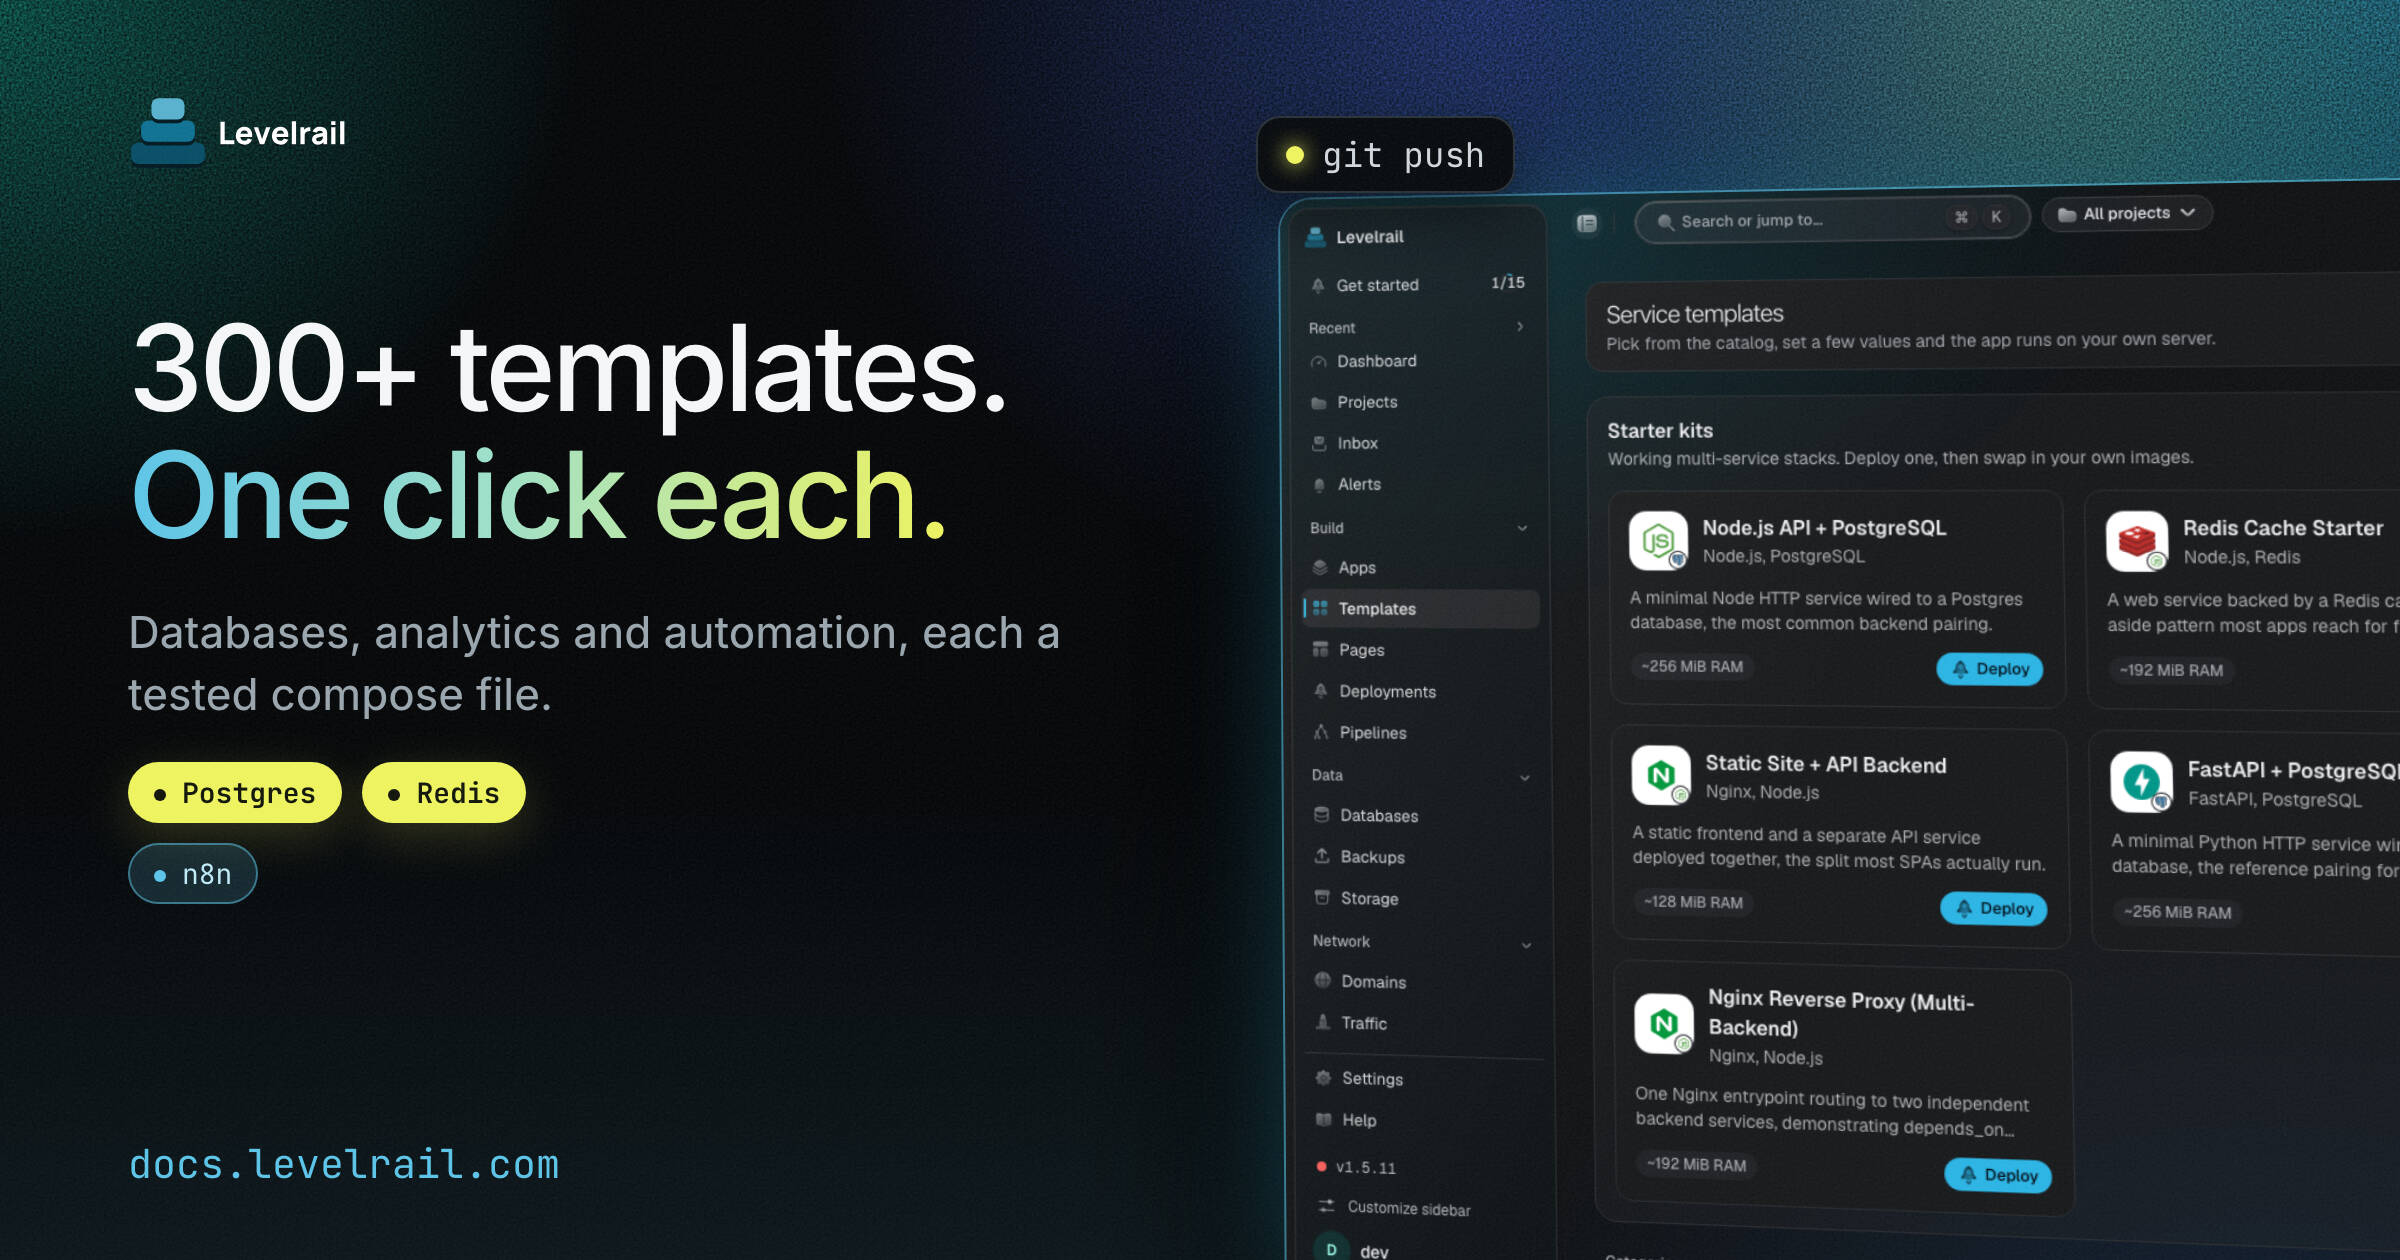 Levelrail
300+ templates.
One click each.
Databases, analytics and automation, each a
tested compose file.
Postgres
Redis
n8n
docs.levelrail.com
git push
Levelrail
Get started 1/15
Recent
Dashboard
Projects
Inbox
Alerts
Build
Apps
Templates
Pages
Deployments
Pipelines
Data
Databases
Backups
Storage
Network
Domains
Traffic
Settings
Help
v1.5.11
Customize sidebar
D dev
Search or jump to... ⌘ K
All projects
Service templates
Pick from the catalog, set a few values and the app runs on your own server.
Starter kits
Working multi-service stacks. Deploy one, then swap in your own images.
Node.js API + PostgreSQL
Node.js, PostgreSQL
A minimal Node HTTP service wired to a Postgres
database, the most common backend pairing.
~256 MiB RAM
Deploy
Redis Cache Starter
Node.js, Redis
A web service backed by a Redis
aside pattern most apps reach for
~192 MiB RAM
Static Site + API Backend
Nginx, Node.js
A static frontend and a separate API service
deployed together, the split most SPAs actually run.
~128 MiB RAM
Deploy
FastAPI + PostgreSQL
FastAPI, PostgreSQL
A minimal Python HTTP service
database, the reference pairing for
~256 MiB RAM
Nginx Reverse Proxy (Multi-
Backend)
Nginx, Node.js
One Nginx entrypoint routing to two independent
backend services, demonstrating depends_on...
~192 MiB RAM
Deploy